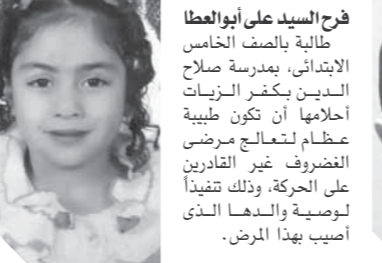 فرح السيد على أبوالعطا
طالبة بالصف الخامس
الابتدائى، بمدرسة صلاح
الدين بكفر الزيات
أحلامها أن تكون طبيبة
عظام لتعالج مرضى
الغضروف غير القادرين
على الحركة، وذلك تنفيذاً
لوصية والدها الذى
أصيب بهذا المرض.